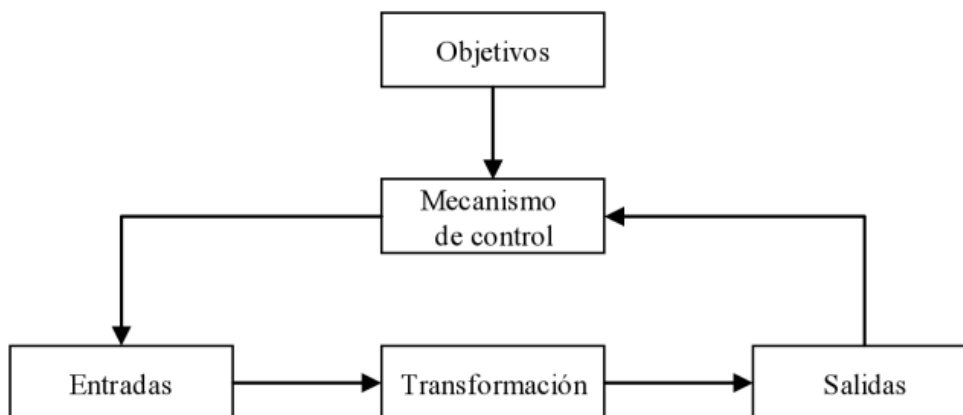 Objetivos
Mecanismo
de control
Entradas
Transformación
Salidas